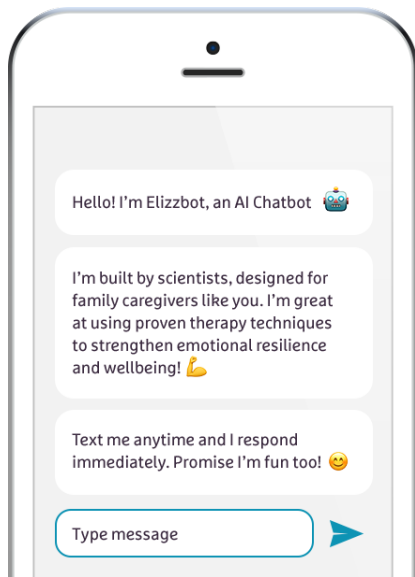 Hello! I'm Elizzbot, an AI Chatbot 🤖
I'm built by scientists, designed for
family caregivers like you. I'm great
at using proven therapy techniques
to strengthen emotional resilience
and wellbeing! 💪
Text me anytime and I respond
immediately. Promise I'm fun too! 😊
Type message